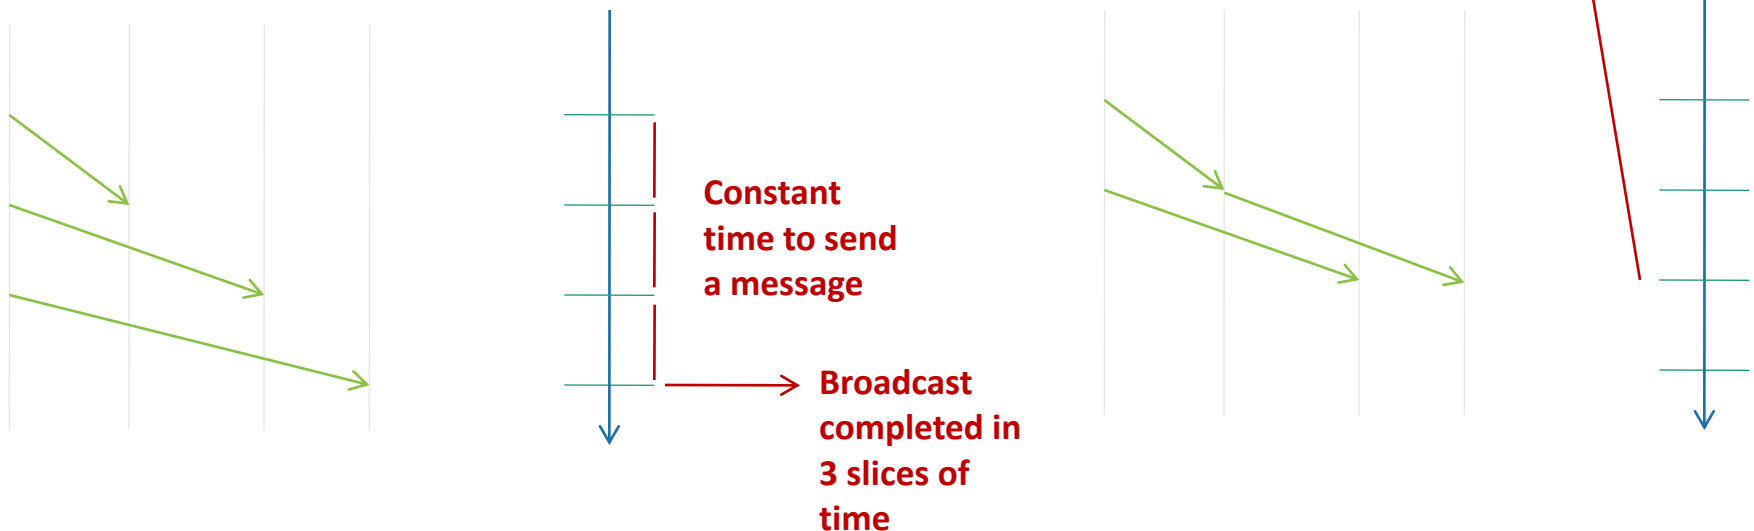 Constant
time to send
a message
Broadcast
completed in
3 slices of
time